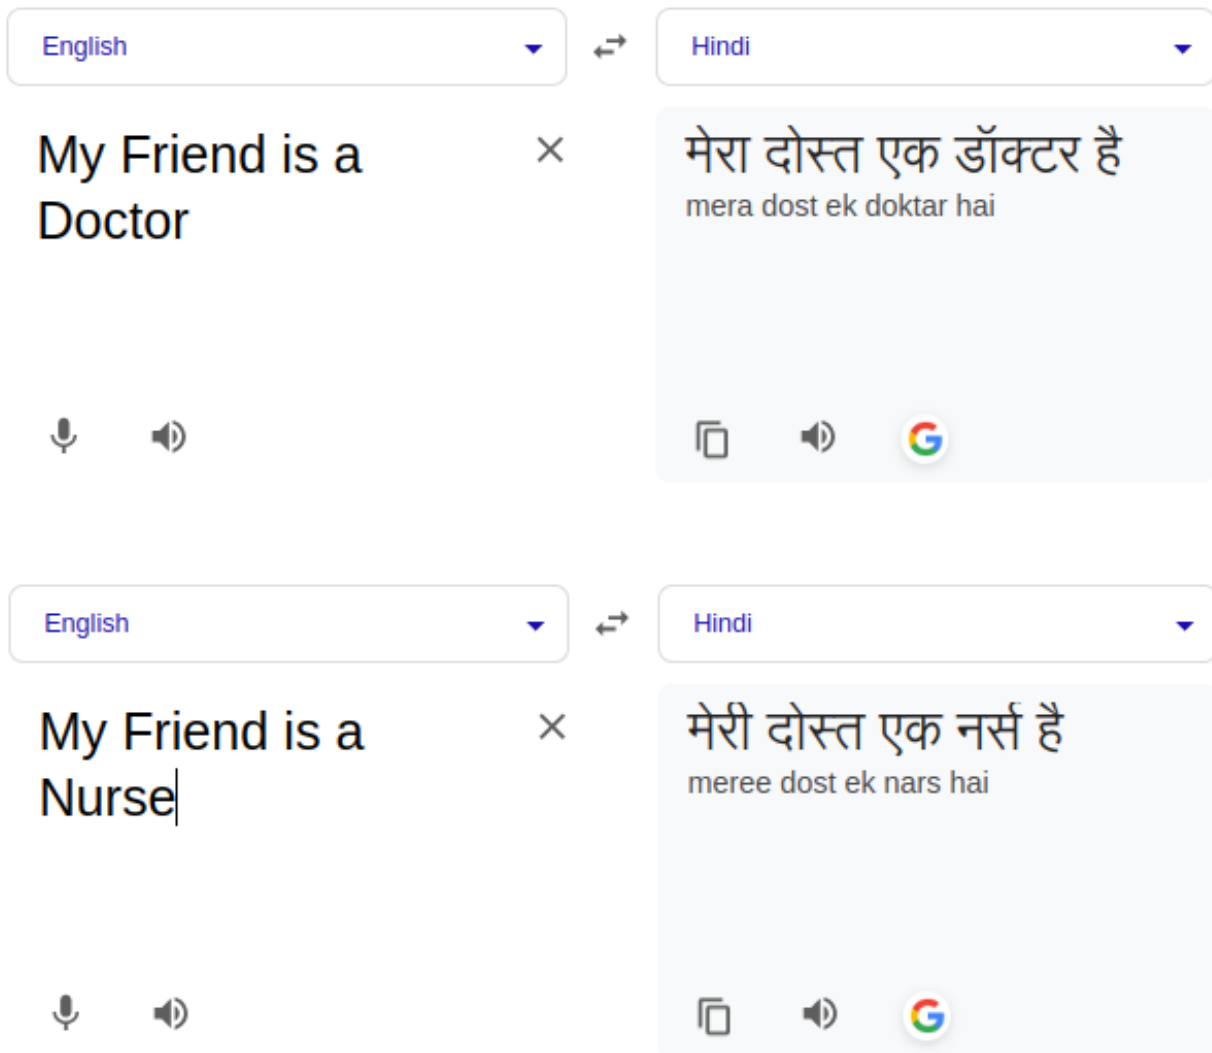 English
Hindi
My Friend is a
Doctor
मेरा दोस्त एक डॉक्टर है
mera dost ek doktar hai
English
Hindi
My Friend is a
Nurse
मेरी दोस्त एक नर्स है
meree dost ek nars hai